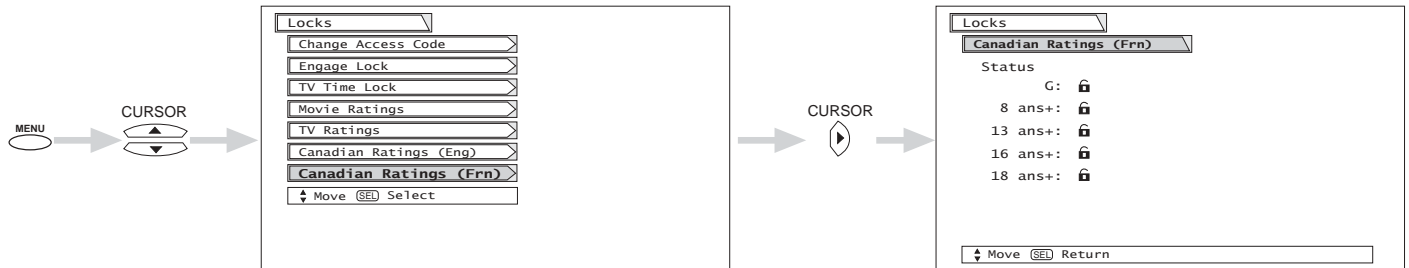 MENU
CURSOR
Locks
Change Access Code
Engage Lock
TV Time Lock
Movie Ratings
TV Ratings
Canadian Ratings (Eng)
Canadian Ratings (Frn)
Move SEL Select
CURSOR
Locks
Canadian Ratings (Frn)
Status
G:
8 ans+:
13 ans+:
16 ans+:
18 ans+:
Move SEL Return